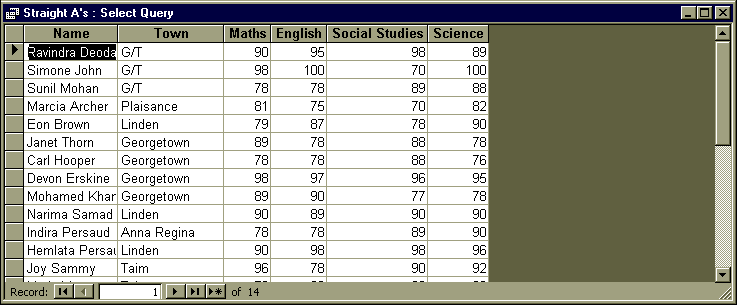 Straight A's : Select Query
Name Town Maths English Social Studies Science
Ravindra Deoda G/T 90 95 98 89
Simone John G/T 98 100 70 100
Sunil Mohan G/T 78 78 89 88
Marcia Archer Plaisance 81 75 70 82
Eon Brown Linden 79 87 78 90
Janet Thorn Georgetown 89 78 88 78
Carl Hooper Georgetown 78 78 88 76
Devon Erskine Georgetown 98 97 96 95
Mohamed Khan Georgetown 89 90 77 78
Narima Samad Linden 90 89 90 90
Indira Persaud Anna Regina 78 78 89 90
Hemlata Persau Linden 90 98 98 96
Joy Sammy Taim 96 78 90 92
Record: 1 of 14